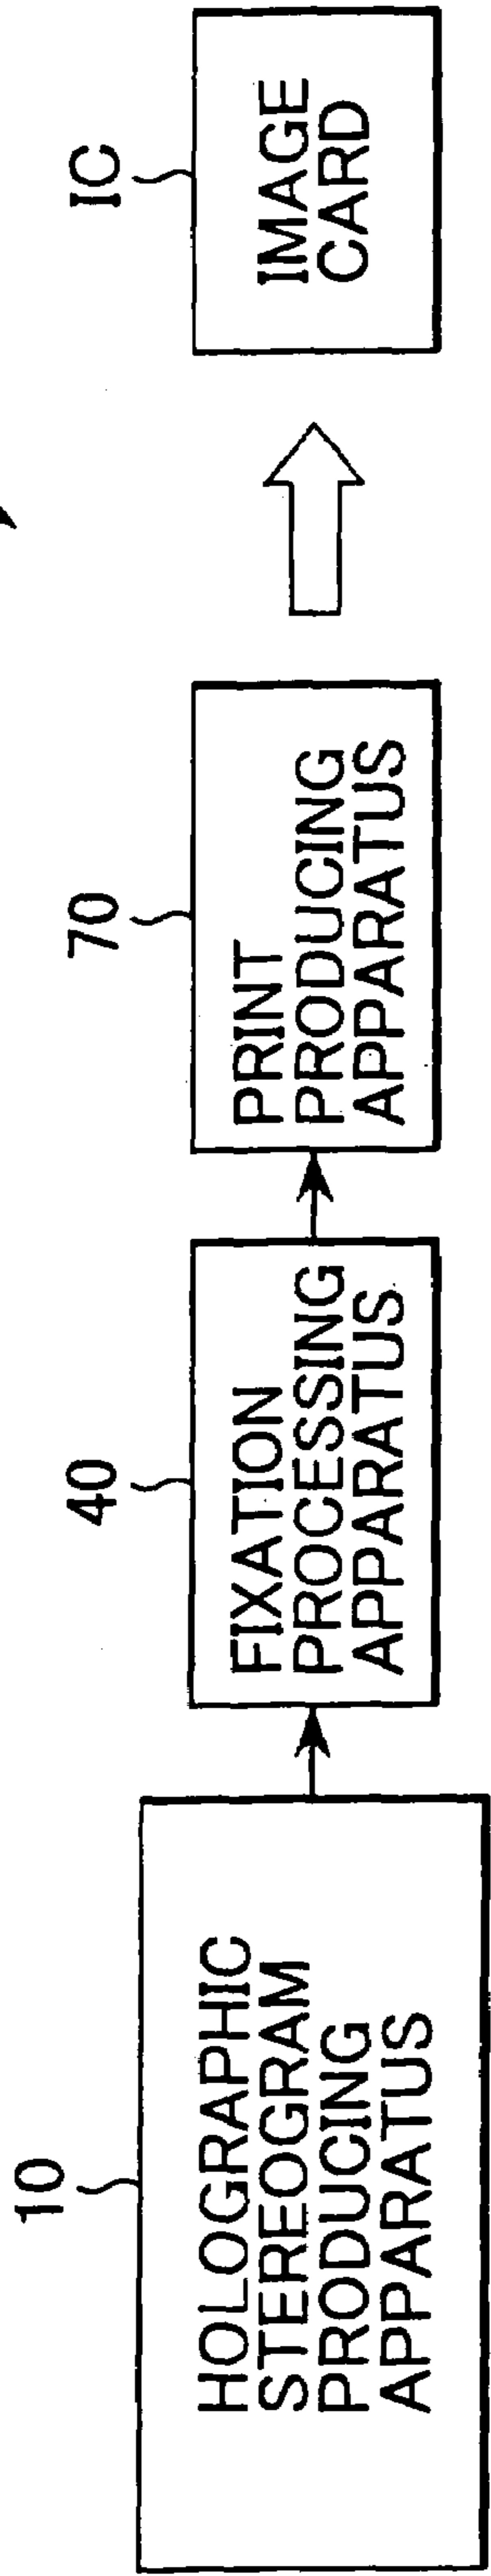 10
HOLOGRAPHIC
STEREOGRAM
PRODUCING
APPARATUS
40
FIXATION
PROCESSING
APPARATUS
70
PRINT
PRODUCING
APPARATUS
IC
IMAGE
CARD